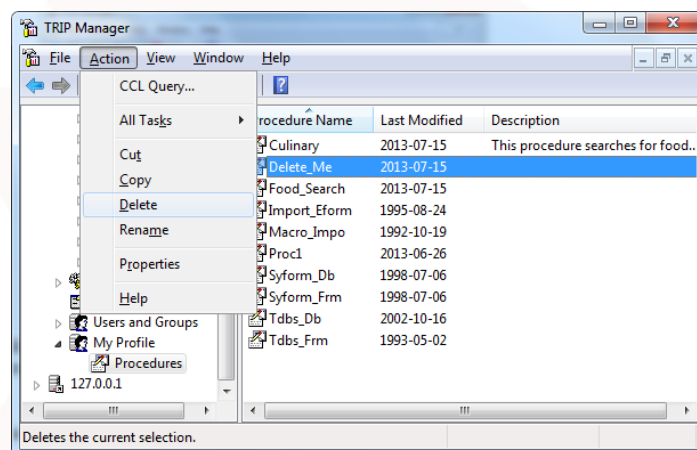 TRIP Manager
File Action View Window Help
CCL Query...
All Tasks
Cut
Copy
Delete
Rename
Properties
Help
Users and Groups
My Profile
Procedures
127.0.0.1
rocedure Name Last Modified Description
Culinary 2013-07-15 This procedure searches for food..
Delete_Me 2013-07-15
Food_Search 2013-07-15
Import_Eform 1995-08-24
Macro_Impo 1992-10-19
Proc1 2013-06-26
Syform_Db 1998-07-06
Syform_Frm 1998-07-06
Tdbs_Db 2002-10-16
Tdbs_Frm 1993-05-02
Deletes the current selection.